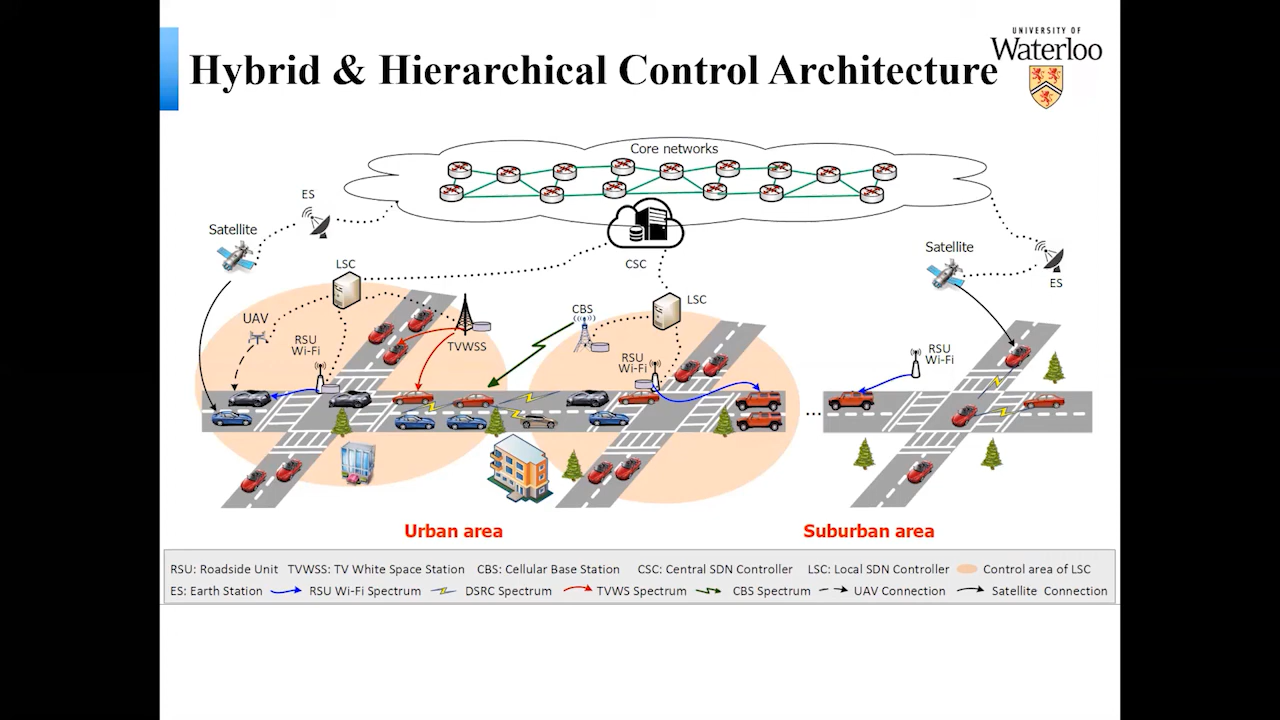 UNIVERSITY OF
Waterloo
Hybrid & Hierarchical Control Architecture
Core networks
ES
Satellite
LSC
CSC
Satellite
ES
UAV
RSU
Wi-Fi
TVWSS
CBS
LSC
RSU
Wi-Fi
RSU
Wi-Fi
...
Urban area
Suburban area
RSU: Roadside Unit TVWSS: TV White Space Station CBS: Cellular Base Station CSC: Central SDN Controller LSC: Local SDN Controller Control area of LSC
ES: Earth Station RSU Wi-Fi Spectrum DSRC Spectrum TVWS Spectrum CBS Spectrum UAV Connection Satellite Connection